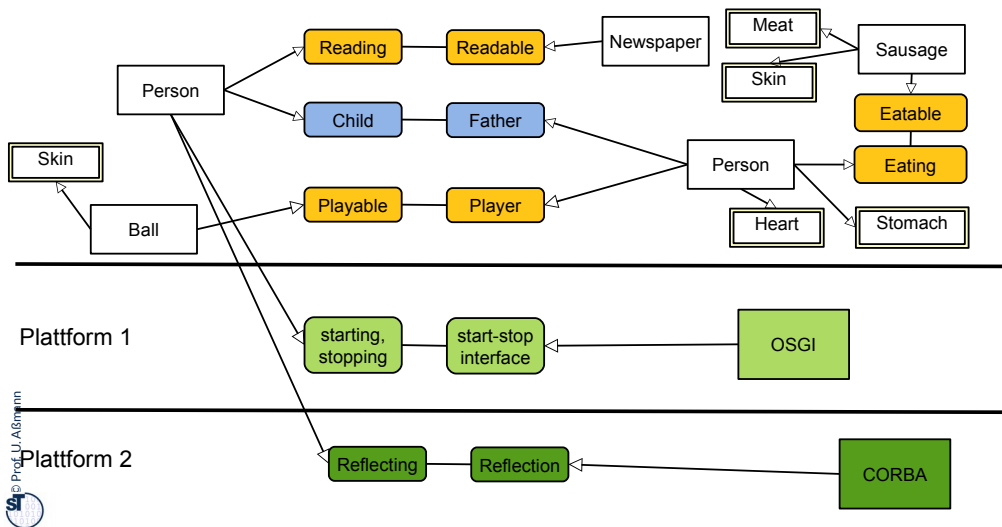 Reading
Readable
Newspaper
Meat
Sausage
Skin
Person
Child
Father
Eatable
Skin
Person
Eating
Playable
Player
Ball
Heart
Stomach
Plattform 1
starting,
stopping
start-stop
interface
OSGI
Plattform 2
Reflecting
Reflection
CORBA
© Prof. U. Aßmann
ST